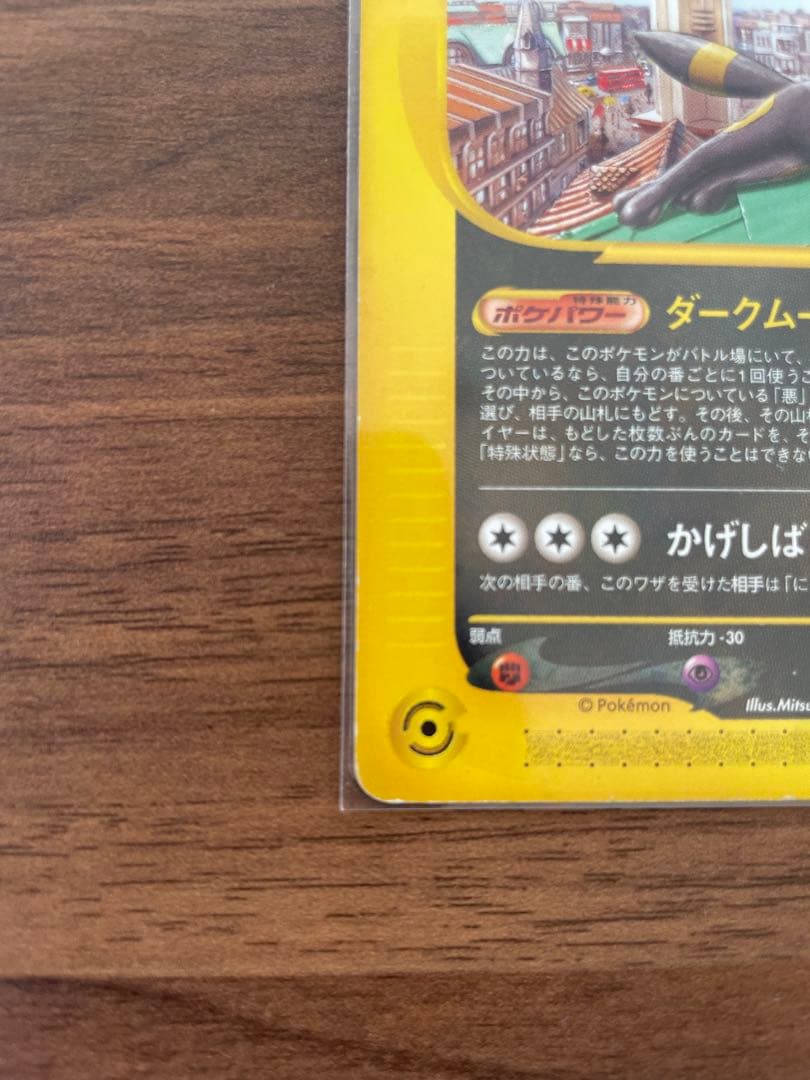 特殊能力
ポケパワー ダークムー
この力は、このポケモンがバトル場にいて、
ついているなら、自分の番ごとに1回使うこ
その中から、このポケモンについている「悪」
選び、相手の山札にもどす。その後、その山
イヤーは、もどした枚数ぶんのカードを、そ
「特殊状態」なら、この力を使うことはできな
かげしば
次の相手の番、このワザを受けた相手は「に
弱点 抵抗力 -30
© Pokémon Illus.Mitsu